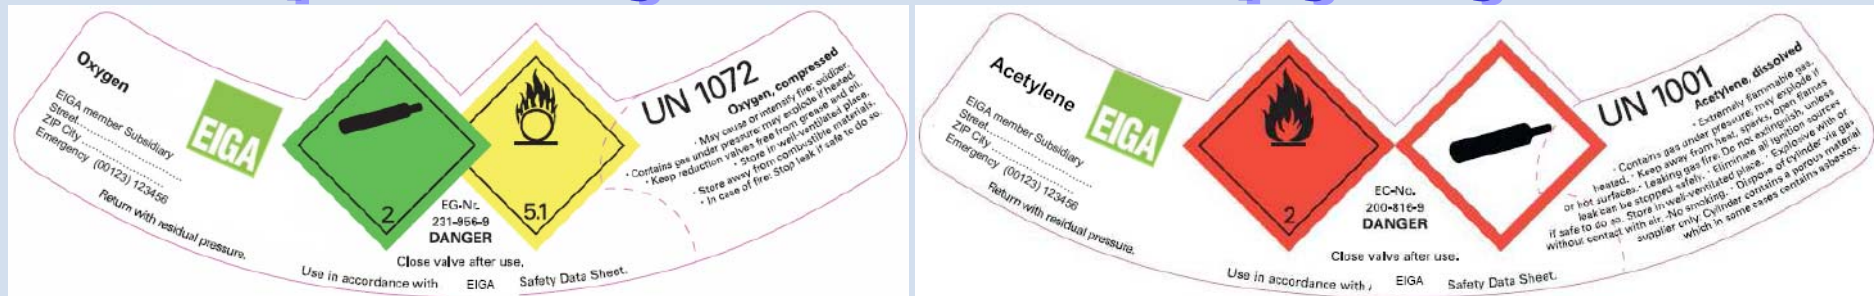 Oxygen
EIGA member Subsidiary
Street
ZIP City
Emergency (00123) 123456
Return with residual pressure.
EIGA
2
5.1
EG-Nr.
231-956-9
DANGER
Close valve after use.
Use in accordance with EIGA Safety Data Sheet.
UN 1072
Oxygen, compressed
· May cause or intensify fire; oxidizer.
· Contains gas under pressure; may explode if heated.
· Keep reduction valves free from grease and oil.
· Store in well-ventilated place.
· Store away from combustible materials.
· In case of fire: Stop leak if safe to do so.
Acetylene
EIGA member Subsidiary
Street
ZIP City
Emergency (00123) 123456
Return with residual pressure.
EIGA
2
EC-No.
200-816-9
DANGER
Close valve after use.
Use in accordance with EIGA Safety Data Sheet.
UN 1001
Acetylene, dissolved
· Extremely flammable gas.
· Contains gas under pressure; may explode if
heated. · Keep away from heat, sparks, open flames
or hot surfaces. · Leaking gas fire: Do not extinguish, unless
leak can be stopped safely. · Eliminate all ignition sources
if safe to do so. Store in well-ventilated place. · Explosive with or
without contact with air. · No smoking. · Dispose of cylinder via gas
supplier only. Cylinder contains a porous material
which in some cases contains asbestos.